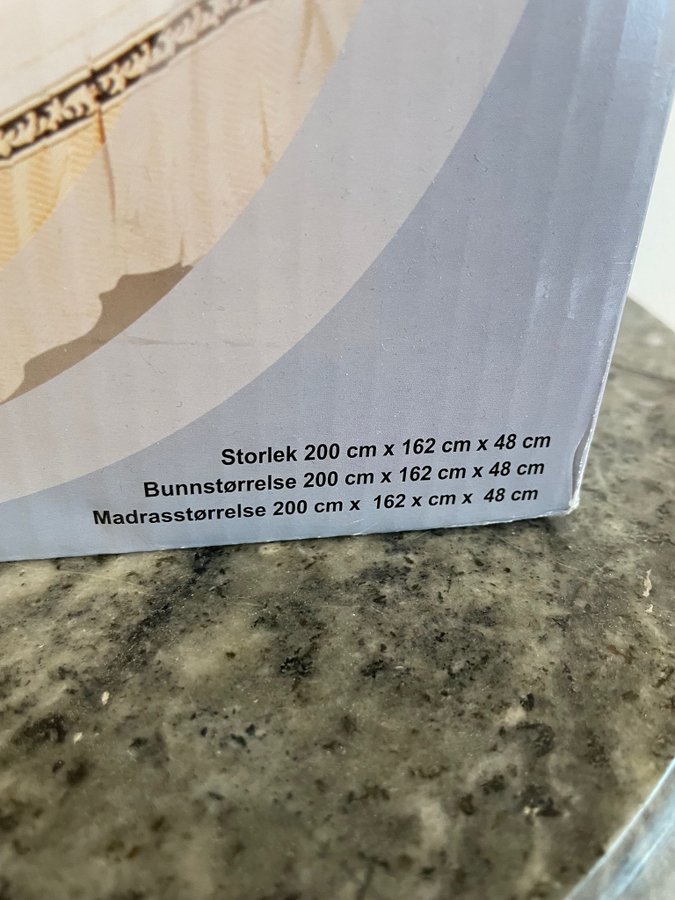 Storlek 200 cm x 162 cm x 48 cm
Bunnstørrelse 200 cm x 162 cm x 48 cm
Madrasstørrelse 200 cm x 162 x cm x 48 cm